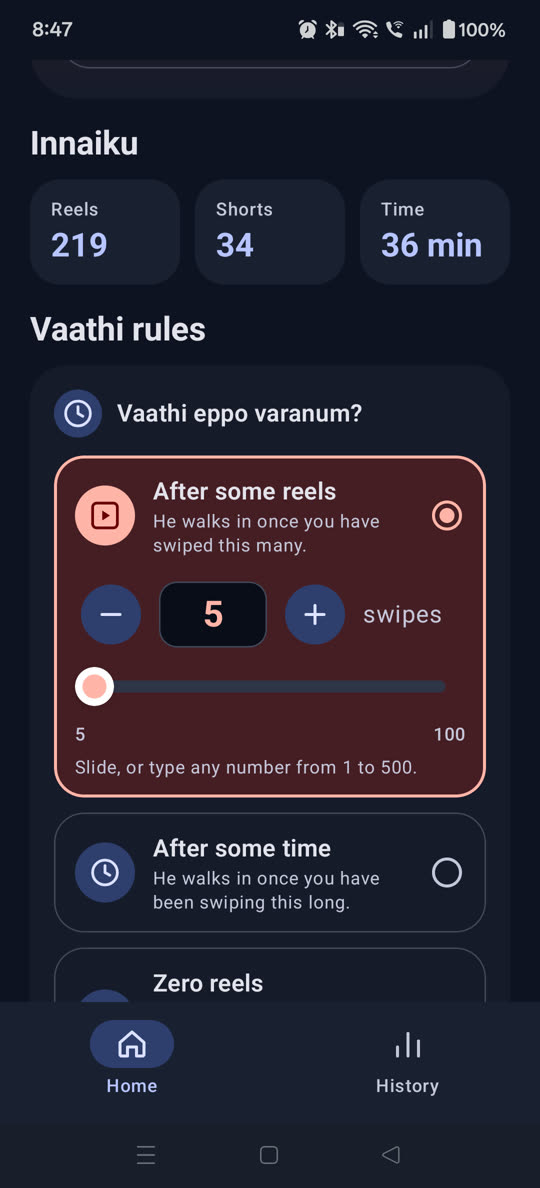 8:47
100%
Innaiku
Reels
219
Shorts
34
Time
36 min
Vaathi rules
Vaathi eppo varanum?
After some reels
He walks in once you have
swiped this many.
5
swipes
5
100
Slide, or type any number from 1 to 500.
After some time
He walks in once you have
been swiping this long.
Zero reels
Home
History